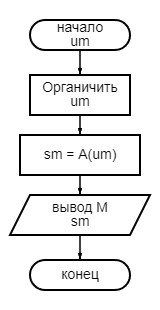 начало
um
Органичить
um
sm = A(um)
вывод M
sm
конец